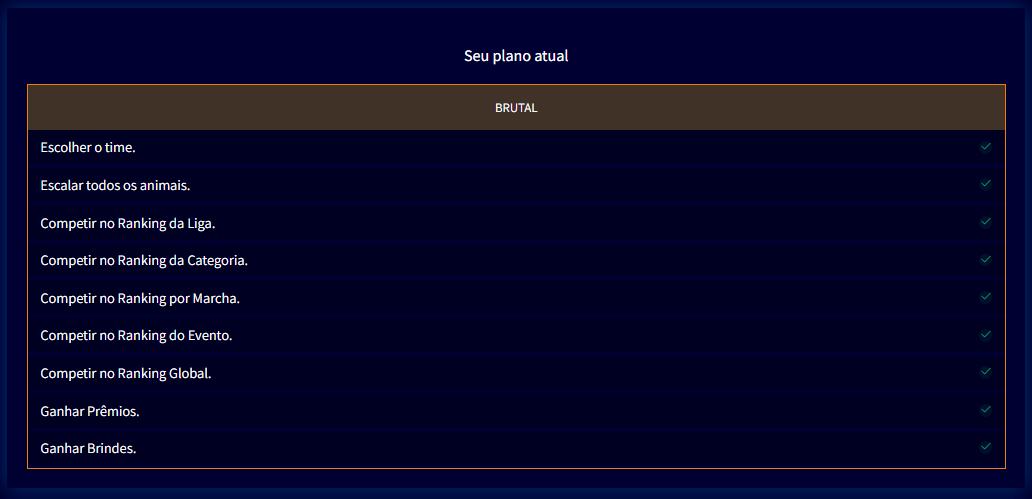 Seu plano atual
BRUTAL
Escolher o time.
Escalar todos os animais.
Competir no Ranking da Liga.
Competir no Ranking da Categoria.
Competir no Ranking por Marcha.
Competir no Ranking do Evento.
Competir no Ranking Global.
Ganhar Prêmios.
Ganhar Brindes.